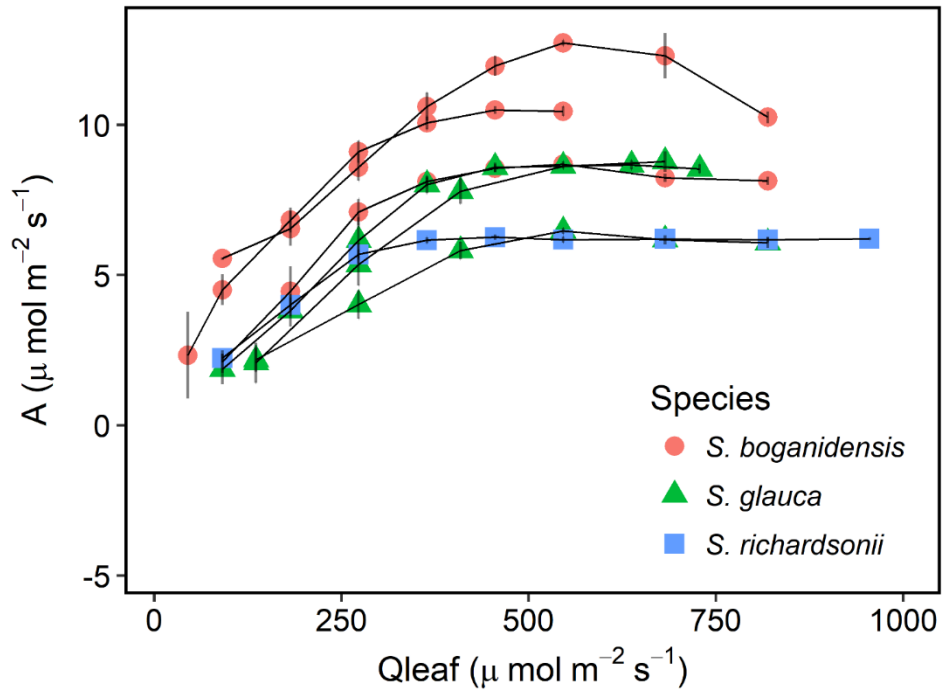 10
5
0
-5
A (μ mol m⁻² s⁻¹)
Species
S. boganidensis
S. glauca
S. richardsonii
0 250 500 750 1000
Qleaf (μ mol m⁻² s⁻¹)